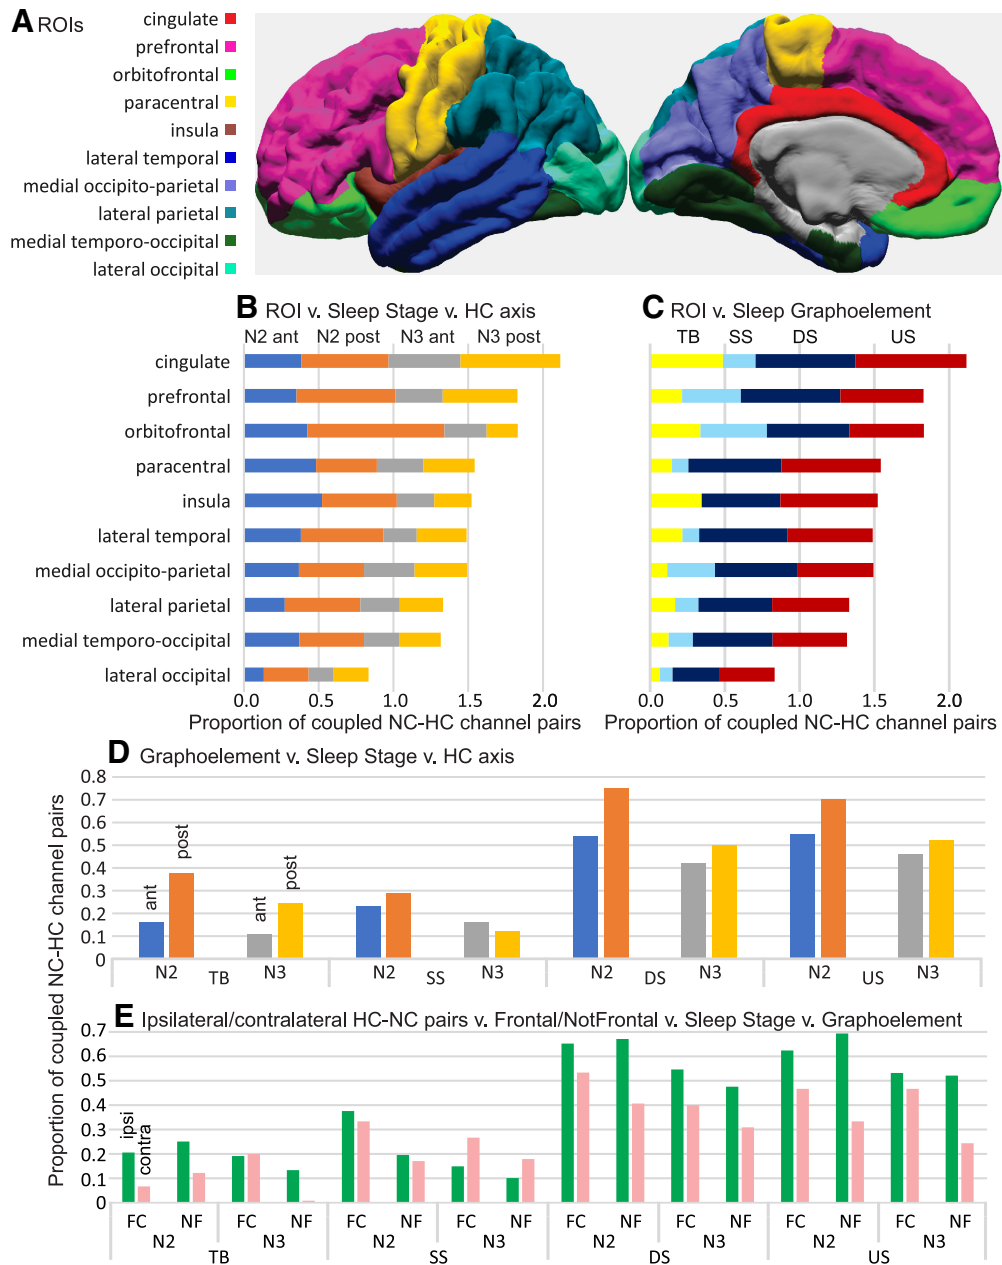 A ROIs
cingulate
prefrontal
orbitofrontal
paracentral
insula
lateral temporal
medial occipito-parietal
lateral parietal
medial temporo-occipital
lateral occipital
B ROI v. Sleep Stage v. HC axis
N2 ant N2 post N3 ant N3 post
cingulate
prefrontal
orbitofrontal
paracentral
insula
lateral temporal
medial occipito-parietal
lateral parietal
medial temporo-occipital
lateral occipital
0.0 0.5 1.0 1.5 2.0
Proportion of coupled NC-HC channel pairs
C ROI v. Sleep Graphoelement
TB SS DS US
0.0 0.5 1.0 1.5 2.0
Proportion of coupled NC-HC channel pairs
D Graphoelement v. Sleep Stage v. HC axis
Proportion of coupled NC-HC channel pairs
0.8
0.7
0.6
0.5
0.4
0.3
0.2
0.1
0
ant post ant post
N2 N3 N2 N3 N2 N3 N2 N3
TB SS DS US
E Ipsilateral/contralateral HC-NC pairs v. Frontal/NotFrontal v. Sleep Stage v. Graphoelement
0.7
0.6
0.5
0.4
0.3
0.2
0.1
0
ipsi
contra
FC NF FC NF FC NF FC NF FC NF FC NF FC NF FC NF
N2 N3 N2 N3 N2 N3 N2 N3
TB SS DS US